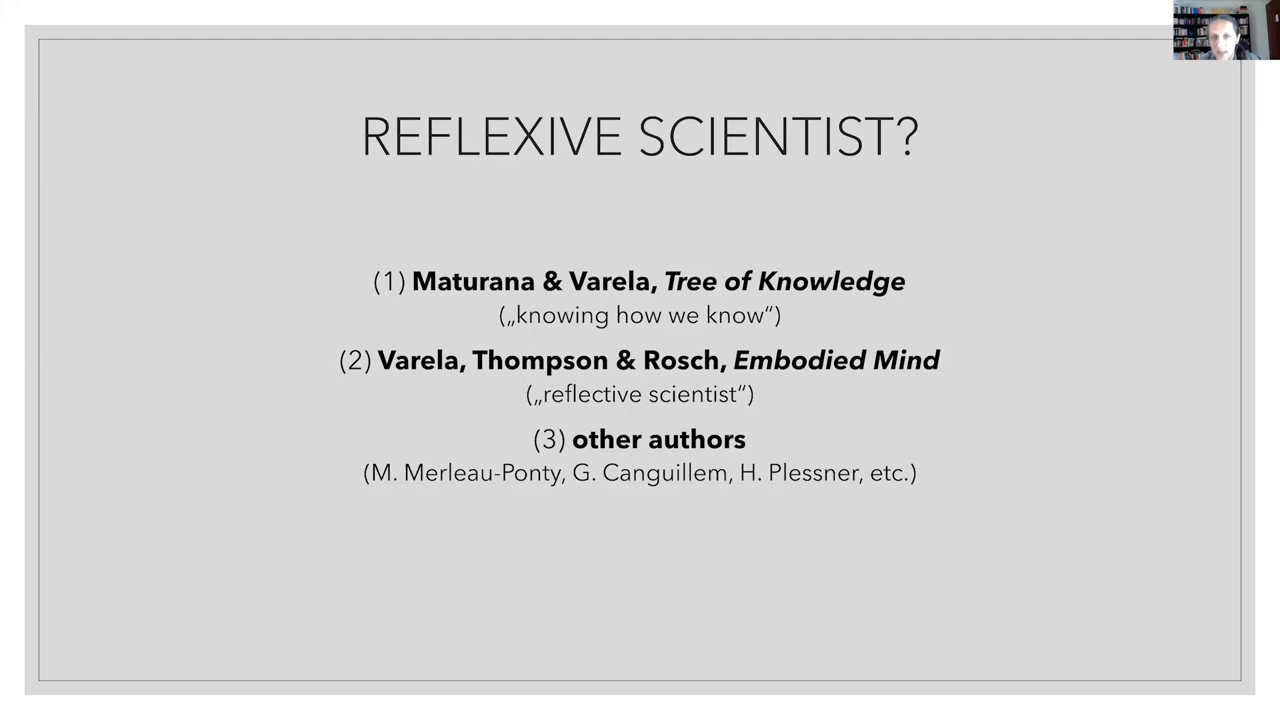 REFLEXIVE SCIENTIST?
(1) Maturana & Varela, Tree of Knowledge
(„knowing how we know“)
(2) Varela, Thompson & Rosch, Embodied Mind
(„reflective scientist“)
(3) other authors
(M. Merleau-Ponty, G. Canguillem, H. Plessner, etc.)